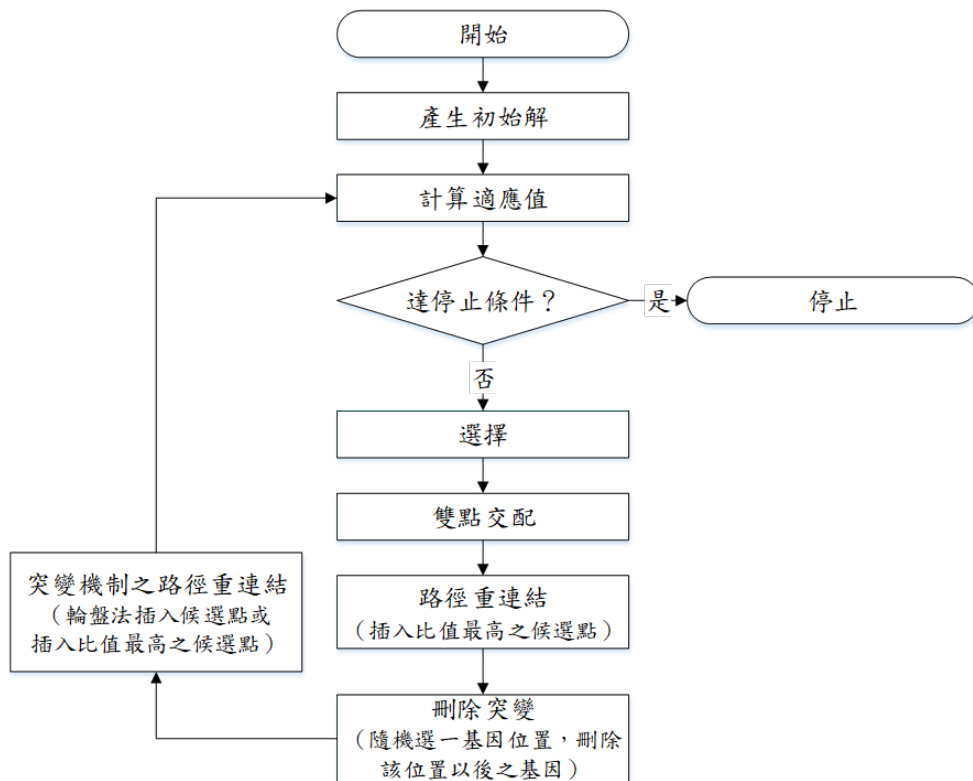 開始
產生初始解
計算適應值
達停止條件？
是
停止
否
選擇
雙點交配
路徑重連結
（插入比值最高之候選點）
刪除突變
（隨機選一基因位置，刪除
該位置以後之基因）
突變機制之路徑重連結
（輪盤法插入候選點或
插入比值最高之候選點）